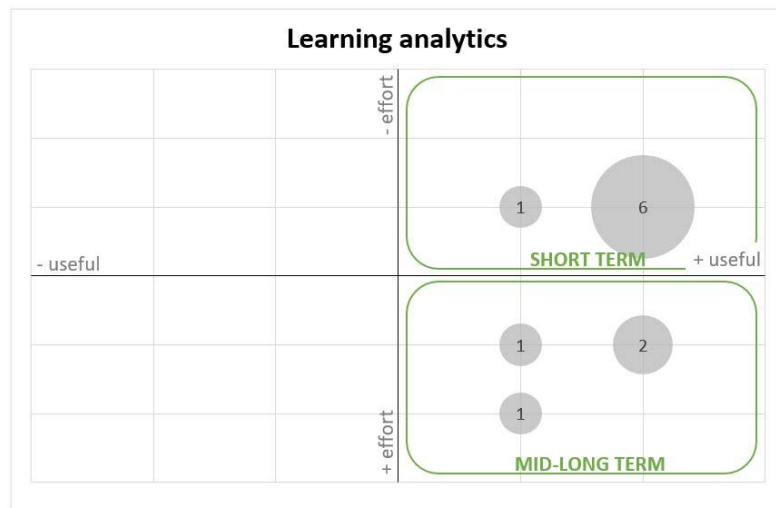 Learning analytics
- effort
1
6
- useful
SHORT TERM
+ useful
1
2
1
+ effort
MID-LONG TERM